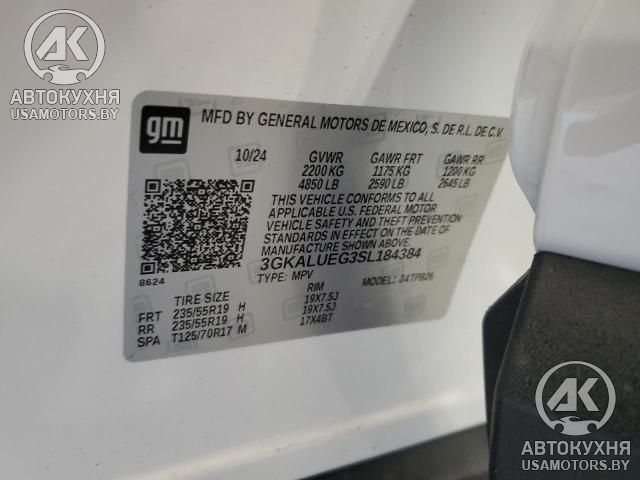 АВТОКУХНЯ
USAMOTORS.BY
gm
MFD BY GENERAL MOTORS DE MEXICO, S. DE R.L. DE C.V.
10/24 GVWR GAWR FRT GAWR RR
2200 KG 1175 KG 1200 KG
4850 LB 2590 LB 2645 LB
THIS VEHICLE CONFORMS TO ALL
APPLICABLE U.S. FEDERAL MOTOR
VEHICLE SAFETY AND THEFT PREVENTION
STANDARDS IN EFFECT ON THE DATE OF
MANUFACTURE SHOWN ABOVE.
3GKALUEG3SL184384
8624
TYPE: MPV MODEL: 34TPB26
TIRE SIZE RIM
FRT 235/55R19 H 19X7.5J
RR 235/55R19 H 19X7.5J
SPA T125/70R17 M 17X4BT
АВТОКУХНЯ
USAMOTORS.BY